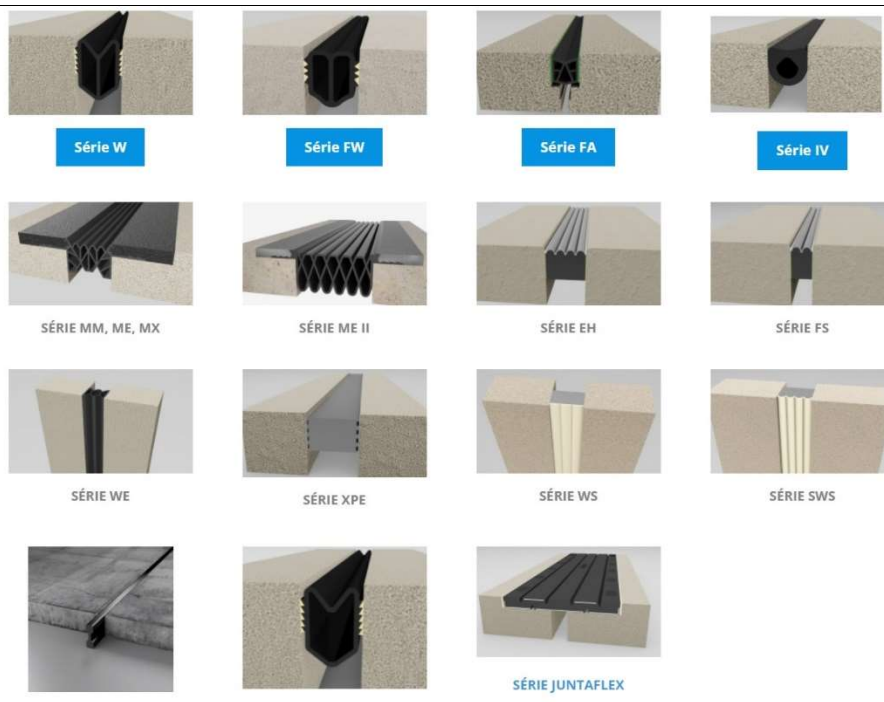 Série W
Série FW
Série FA
Série IV
SÉRIE MM, ME, MX
SÉRIE ME II
SÉRIE EH
SÉRIE FS
SÉRIE WE
SÉRIE XPE
SÉRIE WS
SÉRIE SWS
SÉRIE JUNTAFLEX